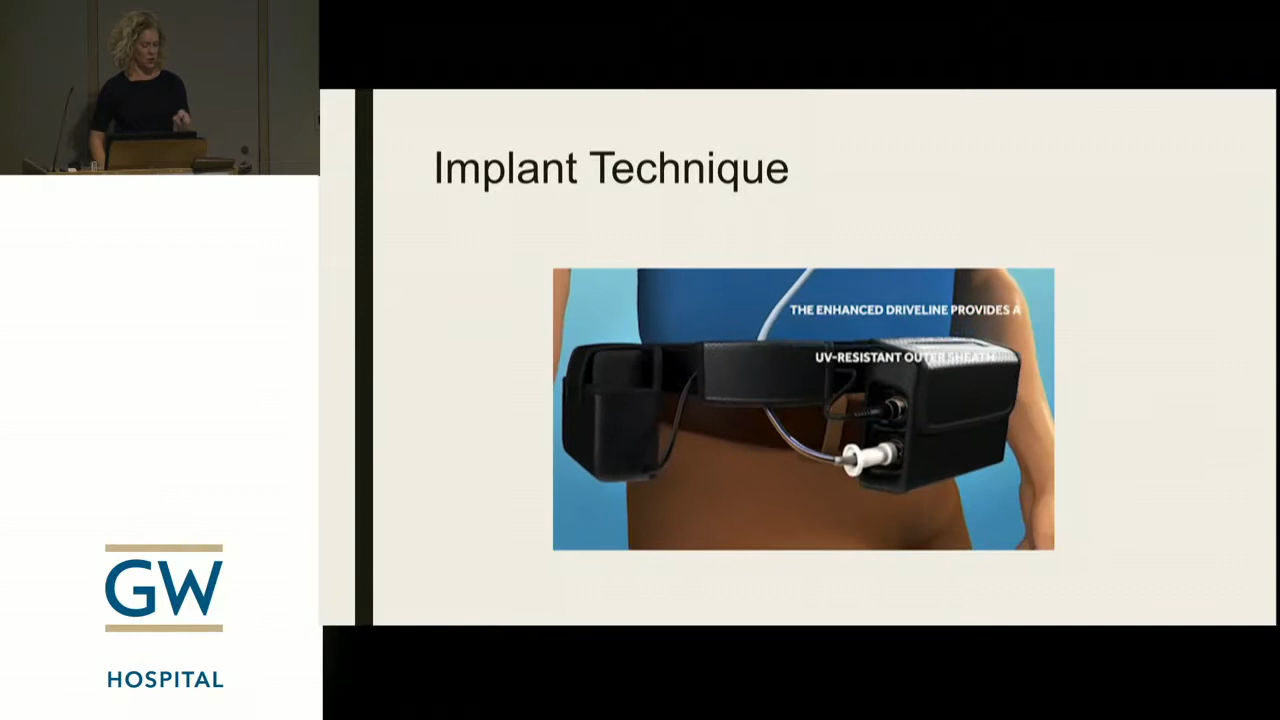 Implant Technique
THE ENHANCED DRIVELINE PROVIDES A
UV-RESISTANT OUTER SHEATH
GW
HOSPITAL